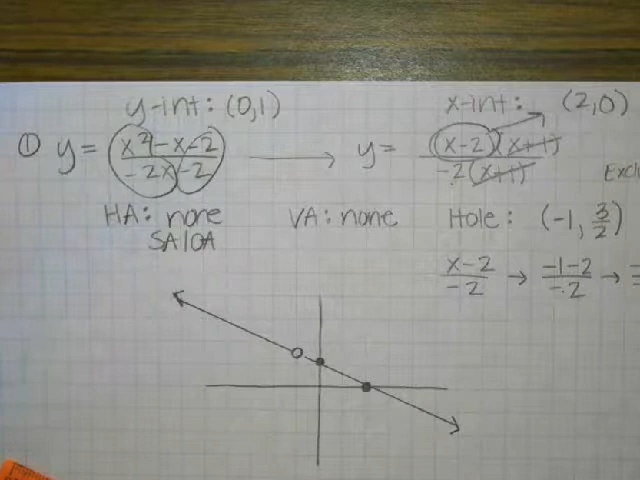 y-int: (0,1) x-int: (2,0)
① y = x²-x-2 / -2x-2 → y = (x-2)(x+1) / -2(x+1)
HA: none VA: none Hole: (-1, 3/2)
SA/OA
x-2 / -2 → -1-2 / -2 →